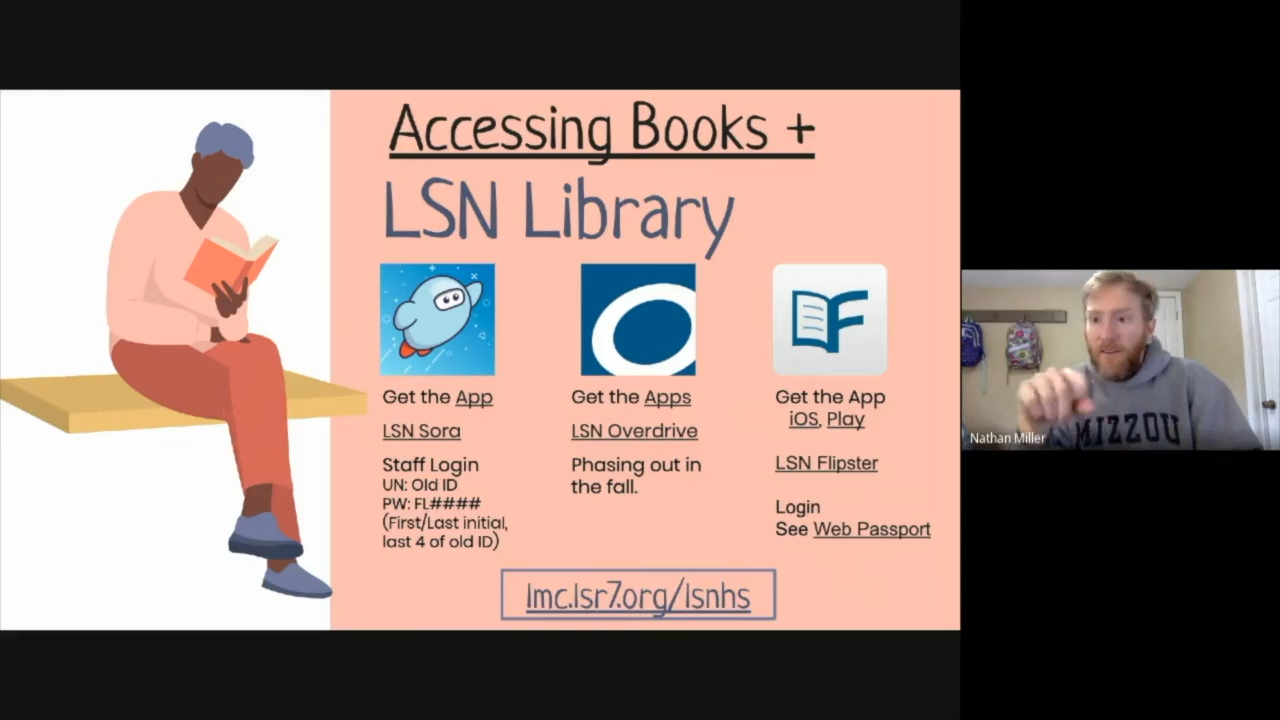 Accessing Books +
LSN Library
Get the App
LSN Sora
Staff Login
UN: Old ID
PW: FL####
(First/Last initial,
last 4 of old ID)
Get the Apps
LSN Overdrive
Phasing out in
the fall.
Get the App
iOS, Play
LSN Flipster
Login
See Web Passport
lmc.lsr7.org/lsnhs
Nathan Miller
MIZZOU